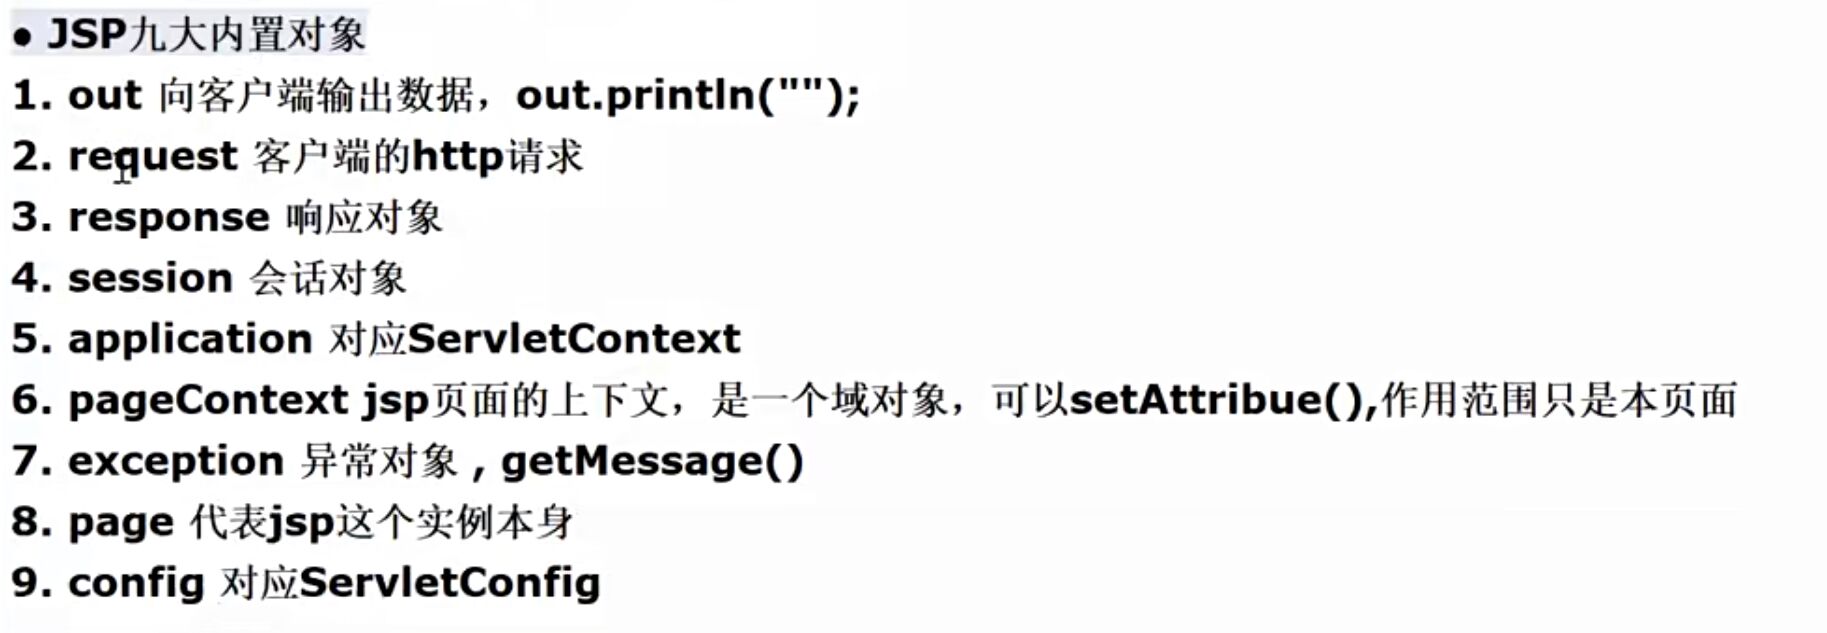 ● JSP九大内置对象
1. out 向客户端输出数据，out.println("");
2. request 客户端的http请求
3. response 响应对象
4. session 会话对象
5. application 对应ServletContext
6. pageContext jsp页面的上下文，是一个域对象，可以setAttribue(),作用范围只是本页面
7. exception 异常对象 , getMessage()
8. page 代表jsp这个实例本身
9. config 对应ServletConfig